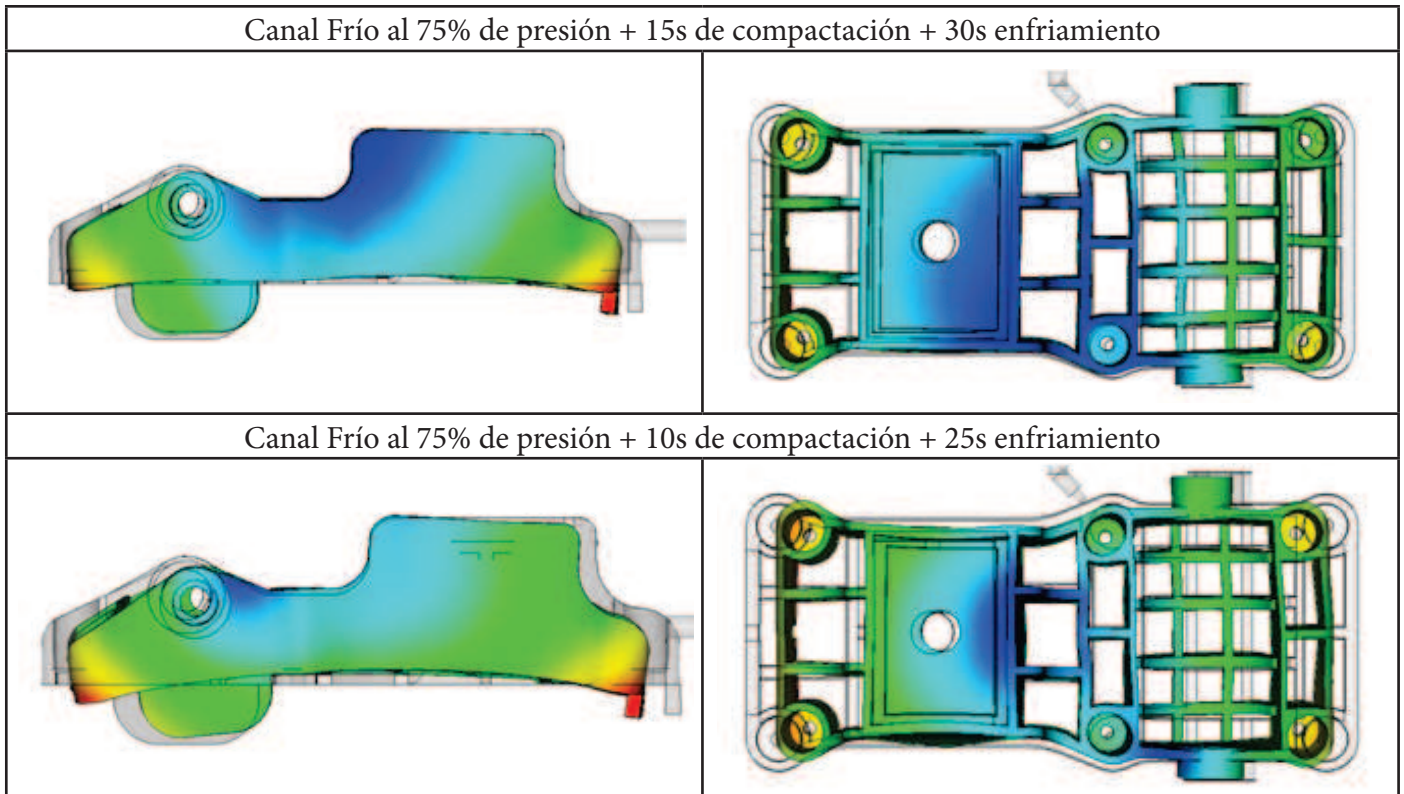 Canal Frío al 75% de presión + 15s de compactación + 30s enfriamiento
Canal Frío al 75% de presión + 10s de compactación + 25s enfriamiento